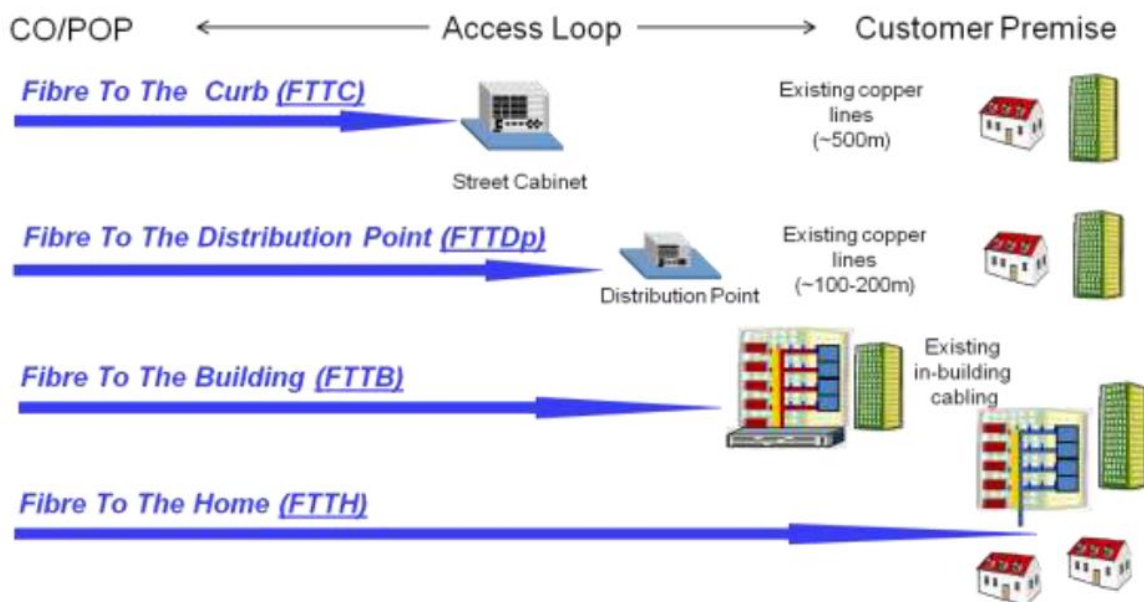 CO/POP
Access Loop
Customer Premise
Fibre To The Curb (FTTC)
Street Cabinet
Existing copper
lines
(~500m)
Fibre To The Distribution Point (FTTDp)
Distribution Point
Existing copper
lines
(~100-200m)
Fibre To The Building (FTTB)
Existing
in-building
cabling
Fibre To The Home (FTTH)